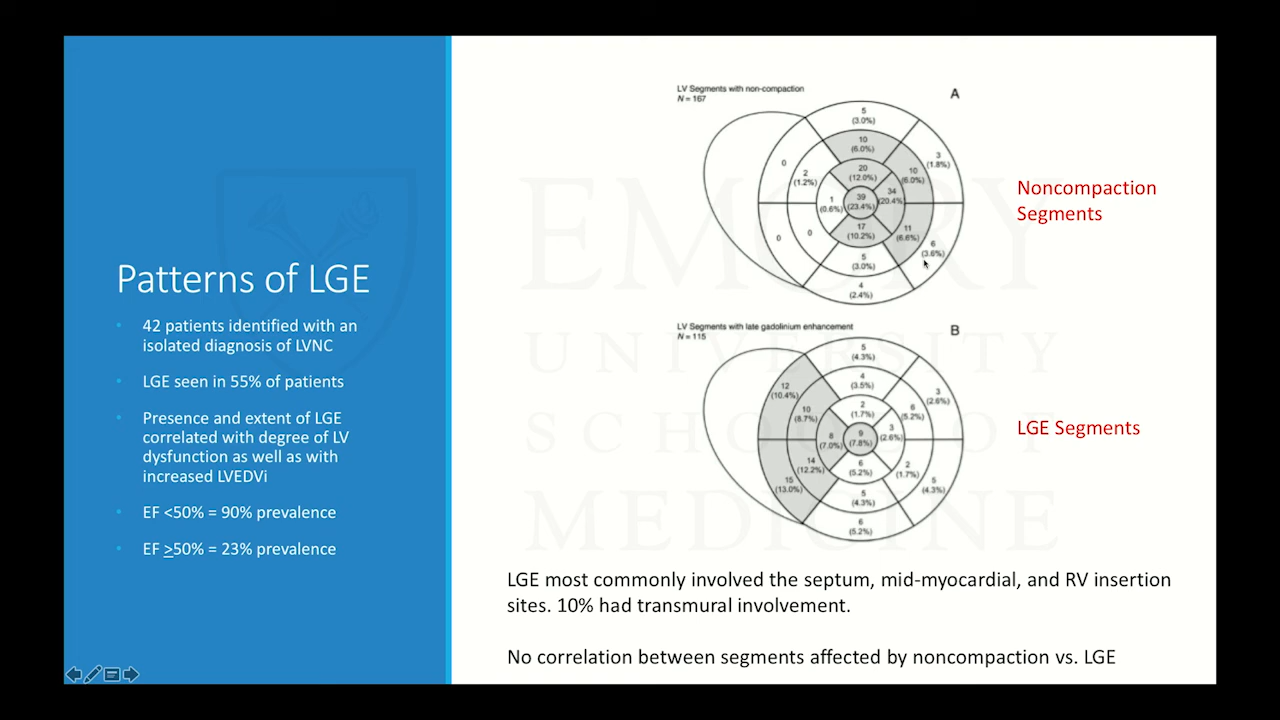 Patterns of LGE
42 patients identified with an
isolated diagnosis of LVNC
LGE seen in 55% of patients
Presence and extent of LGE
correlated with degree of LV
dysfunction as well as with
increased LVEDVi
EF <50% = 90% prevalence
EF ≥50% = 23% prevalence
LV Segments with non-compaction
N = 167
A
5
(3.0%)
10
(6.0%)
3
(1.8%)
0
2
(1.2%)
20
(12.0%)
10
(6.0%)
1
(0.6%)
39
(23.4%)
34
(20.4%)
0
0
17
(10.2%)
11
(6.6%)
6
(3.6%)
5
(3.0%)
4
(2.4%)
Noncompaction
Segments
LV Segments with late gadolinium enhancement
N = 115
B
5
(4.3%)
4
(3.5%)
12
(10.4%)
3
(2.6%)
10
(8.7%)
2
(1.7%)
6
(5.2%)
8
(7.0%)
9
(7.8%)
3
(2.6%)
14
(12.2%)
6
(5.2%)
2
(1.7%)
15
(13.0%)
5
(4.3%)
5
(4.3%)
6
(5.2%)
LGE Segments
LGE most commonly involved the septum, mid-myocardial, and RV insertion
sites. 10% had transmural involvement.
No correlation between segments affected by noncompaction vs. LGE
EMORY
UNIVERSITY
SCHOOL OF
MEDICINE